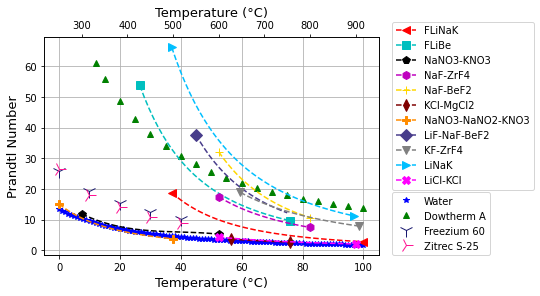 Temperature (°C)
300 400 500 600 700 800 900
Prandtl Number
60
50
40
30
20
10
0
0 20 40 60 80 100
Temperature (°C)
FLiNaK
FLiBe
NaNO3-KNO3
NaF-ZrF4
NaF-BeF2
KCl-MgCl2
NaNO3-NaNO2-KNO3
LiF-NaF-BeF2
KF-ZrF4
LiNaK
LiCl-KCl
Water
Dowtherm A
Freezium 60
Zitrec S-25